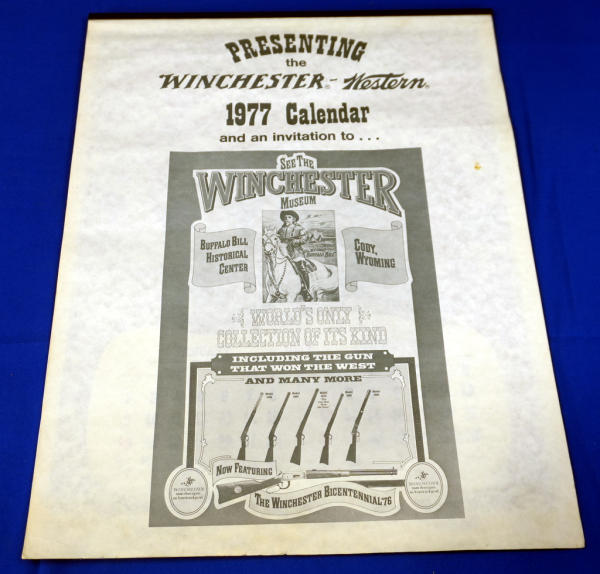 PRESENTING
the
WINCHESTER® - Western®
1977 Calendar
and an invitation to . . .
SEE THE
WINCHESTER
MUSEUM
BUFFALO BILL
HISTORICAL
CENTER
CODY,
WYOMING
WORLD'S ONLY
COLLECTION OF ITS KIND
INCLUDING THE GUN
THAT WON THE WEST
AND MANY MORE
NOW FEATURING
THE WINCHESTER BICENTENNIAL '76
WINCHESTER
WINCHESTER